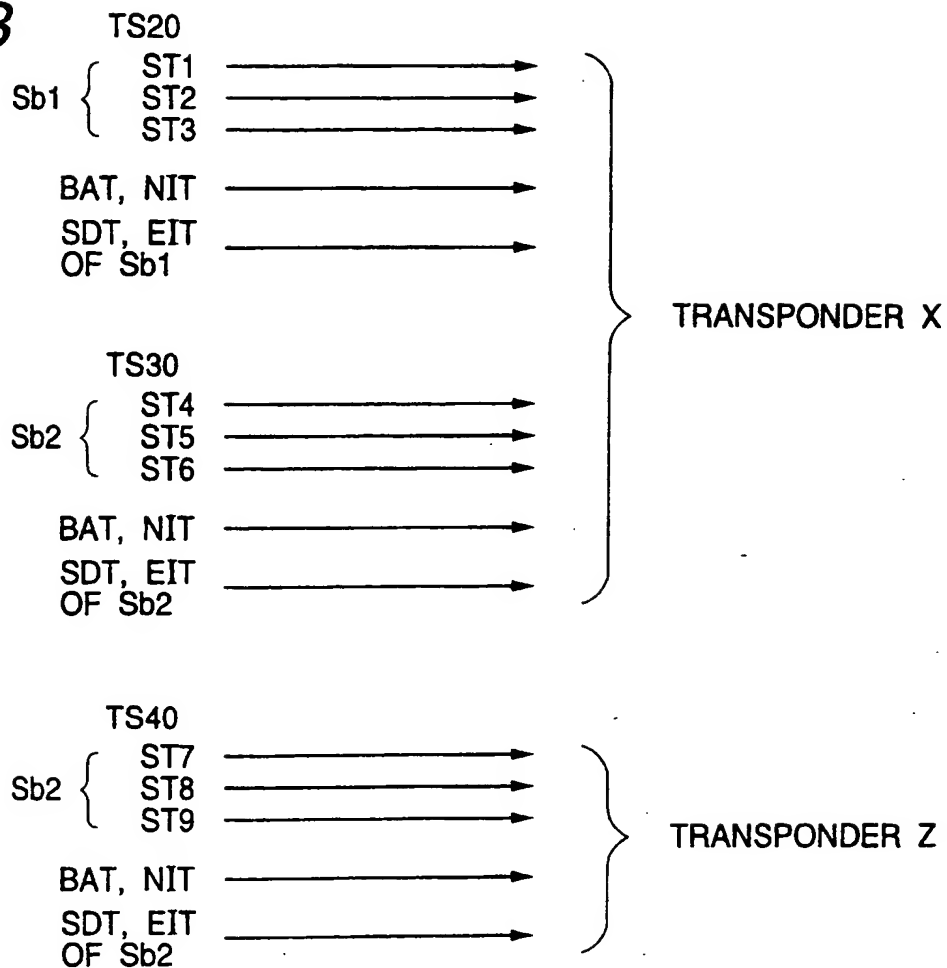 TS20
Sb1 { ST1
ST2
ST3
BAT, NIT
SDT, EIT
OF Sb1
TRANSPONDER X
TS30
Sb2 { ST4
ST5
ST6
BAT, NIT
SDT, EIT
OF Sb2
TS40
Sb2 { ST7
ST8
ST9
TRANSPONDER Z
BAT, NIT
SDT, EIT
OF Sb2